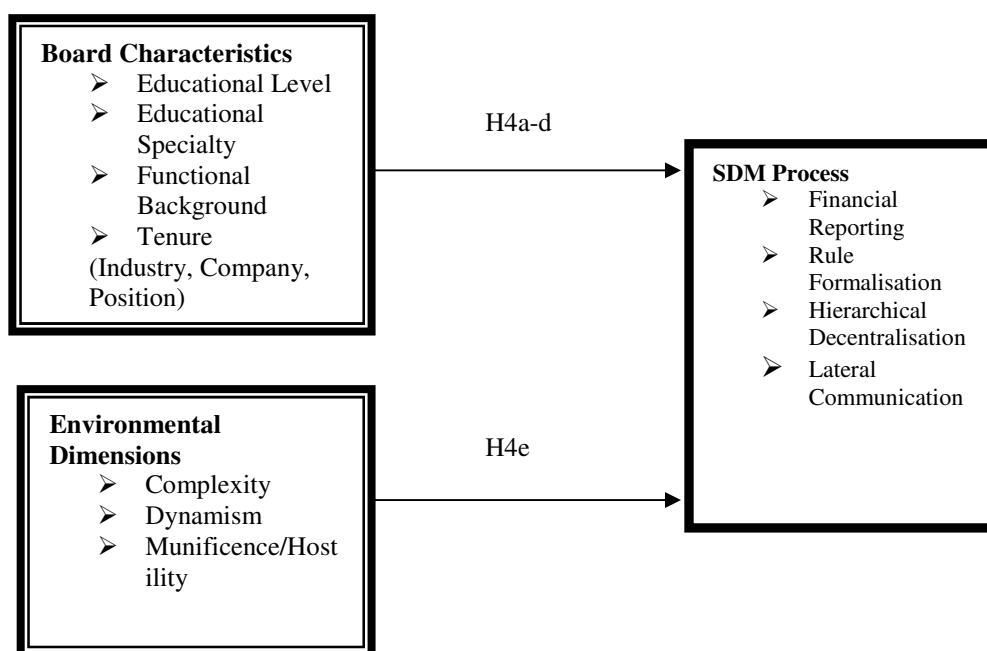 Board Characteristics
➢ Educational Level
➢ Educational
Specialty
➢ Functional
Background
➢ Tenure
(Industry, Company,
Position)
H4a-d
SDM Process
➢ Financial
Reporting
➢ Rule
Formalisation
➢ Hierarchical
Decentralisation
➢ Lateral
Communication
Environmental
Dimensions
➢ Complexity
➢ Dynamism
➢ Munificence/Host
ility
H4e